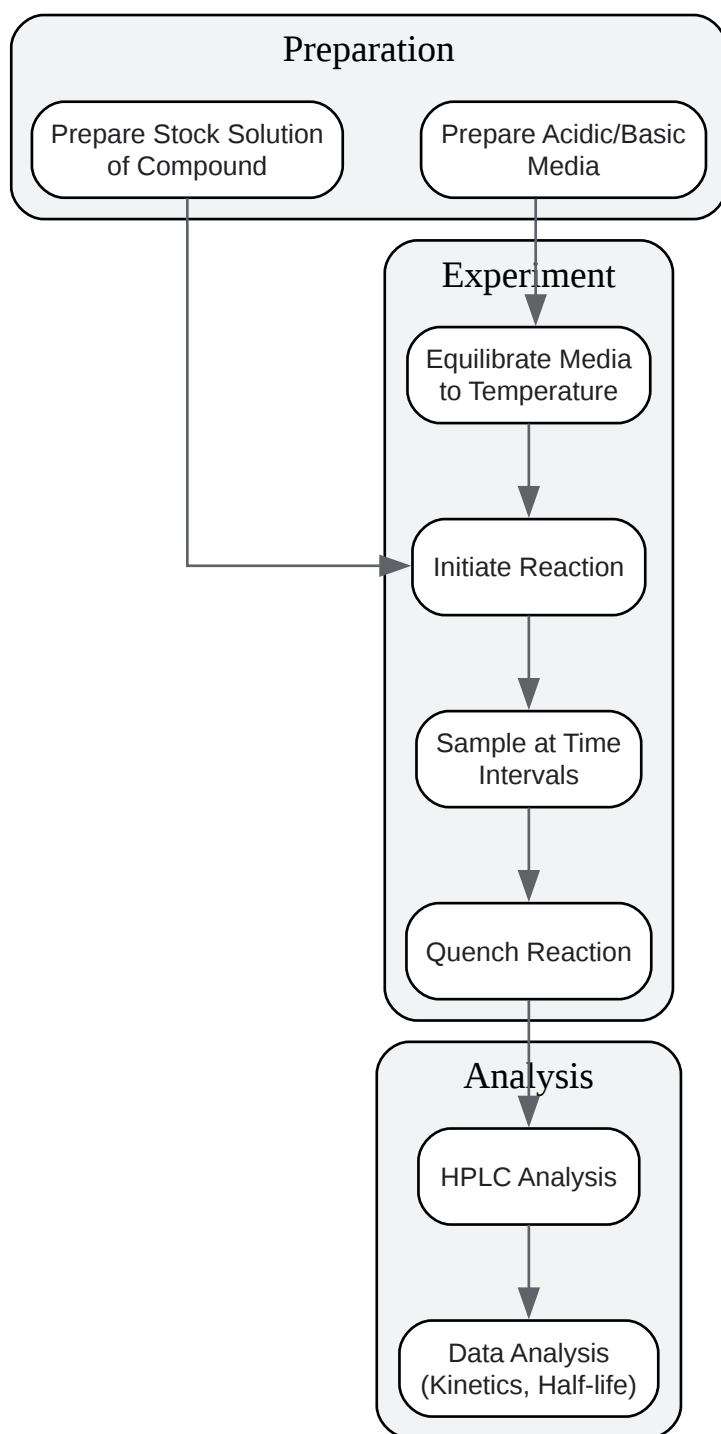 Preparation
Prepare Stock Solution
of Compound
Prepare Acidic/Basic
Media
Experiment
Equilibrate Media
to Temperature
Initiate Reaction
Sample at Time
Intervals
Quench Reaction
Analysis
HPLC Analysis
Data Analysis
(Kinetics, Half-life)